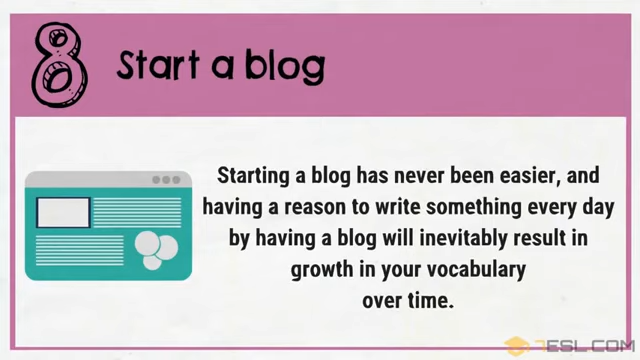 8 Start a blog
Starting a blog has never been easier, and
having a reason to write something every day
by having a blog will inevitably result in
growth in your vocabulary
over time.
7ESL.COM